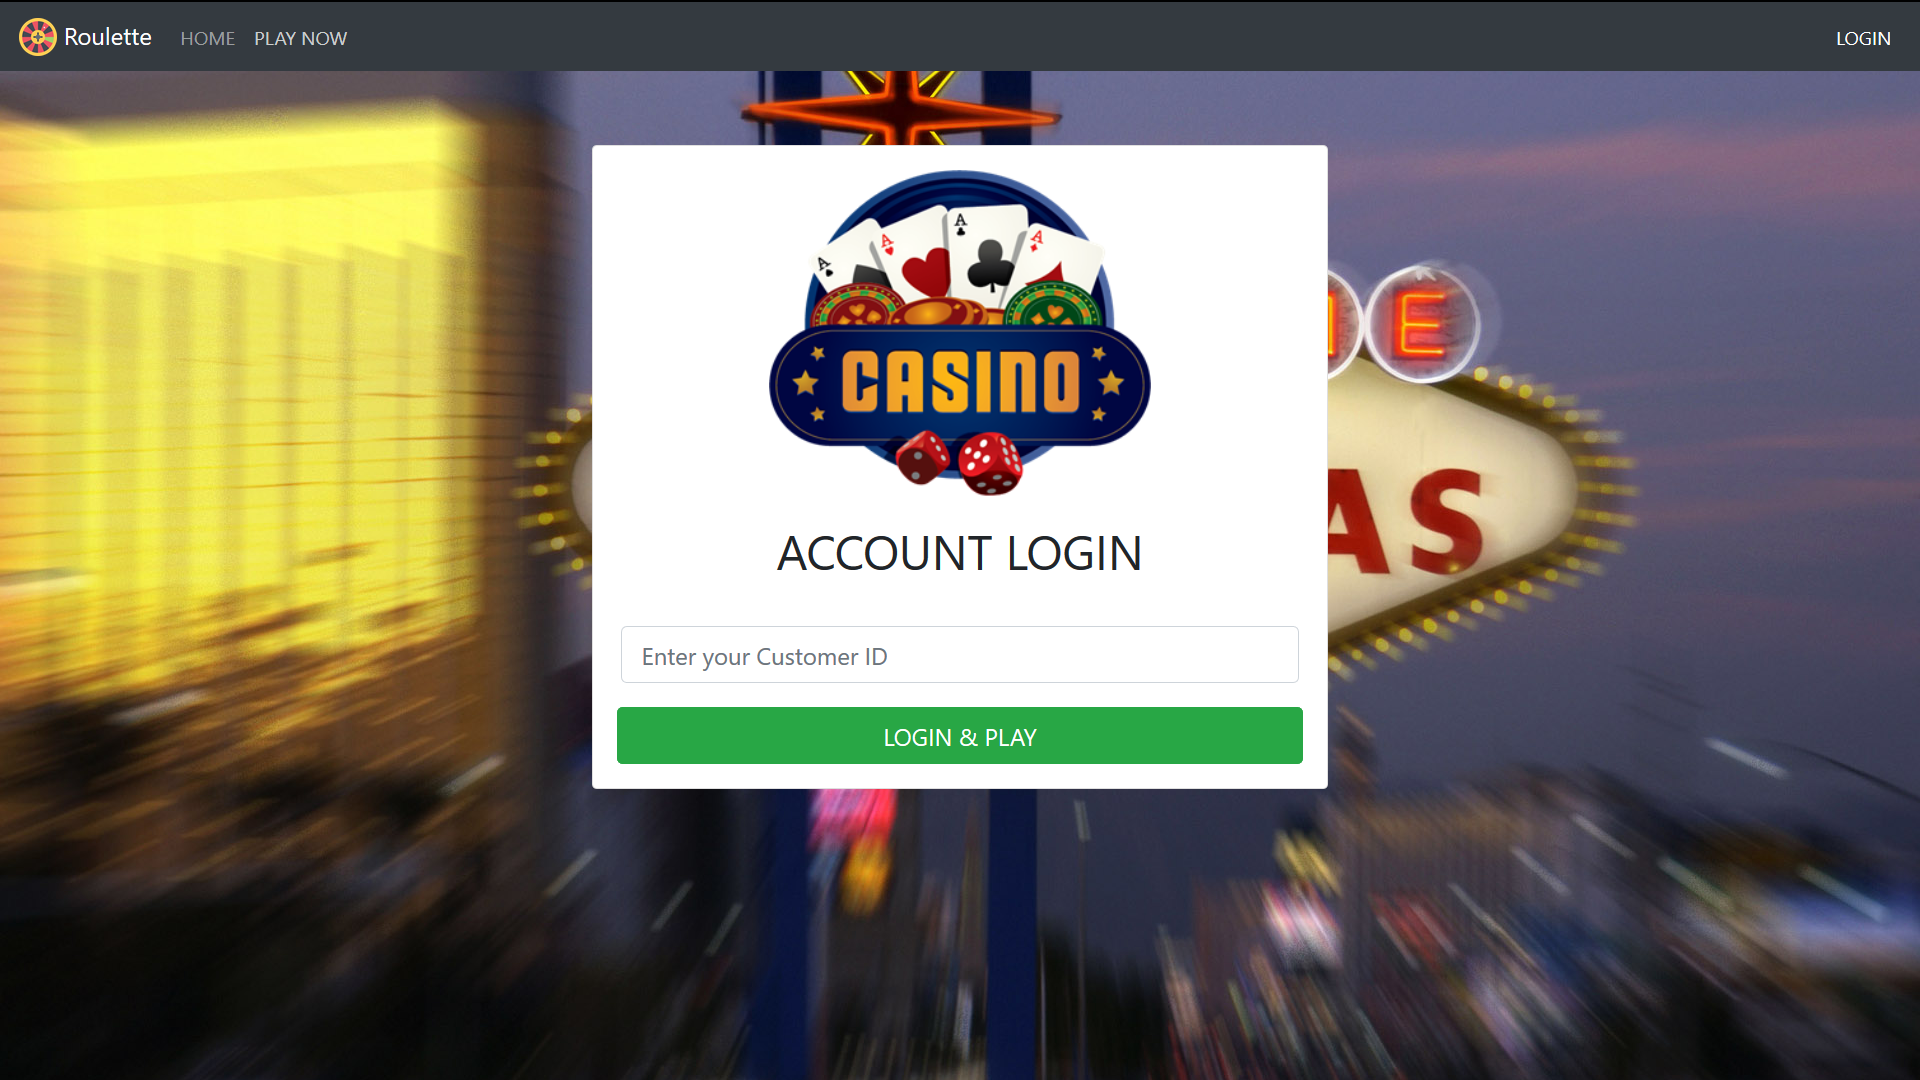 Roulette HOME PLAY NOW LOGIN
A A A A
E
CASINO
AS
ACCOUNT LOGIN
Enter your Customer ID
LOGIN & PLAY